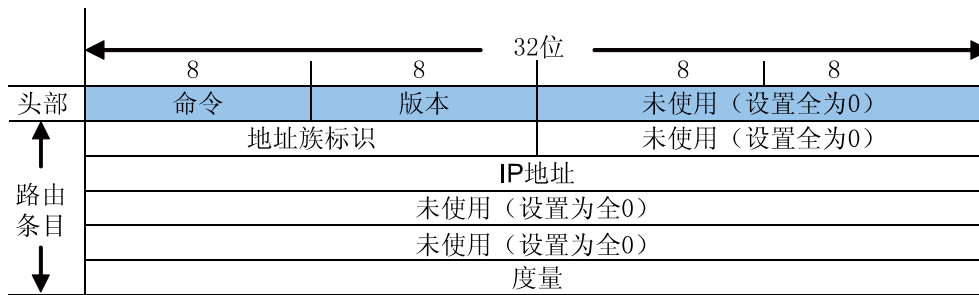 32位
8 8 8 8
头部 命令 版本 未使用（设置全为0）
地址族标识 未使用（设置全为0）
IP地址
路由
条目
未使用（设置为全0）
未使用（设置为全0）
度量